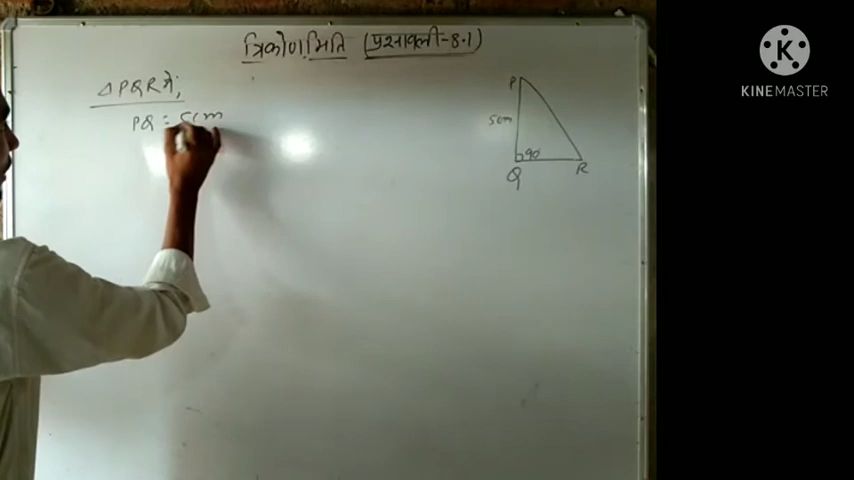 त्रिकोणमिति (प्रश्नावली-8.1)
Δ PQR में;
PQ = 5cm
P
5cm
90
Q
R
K
KINEMASTER